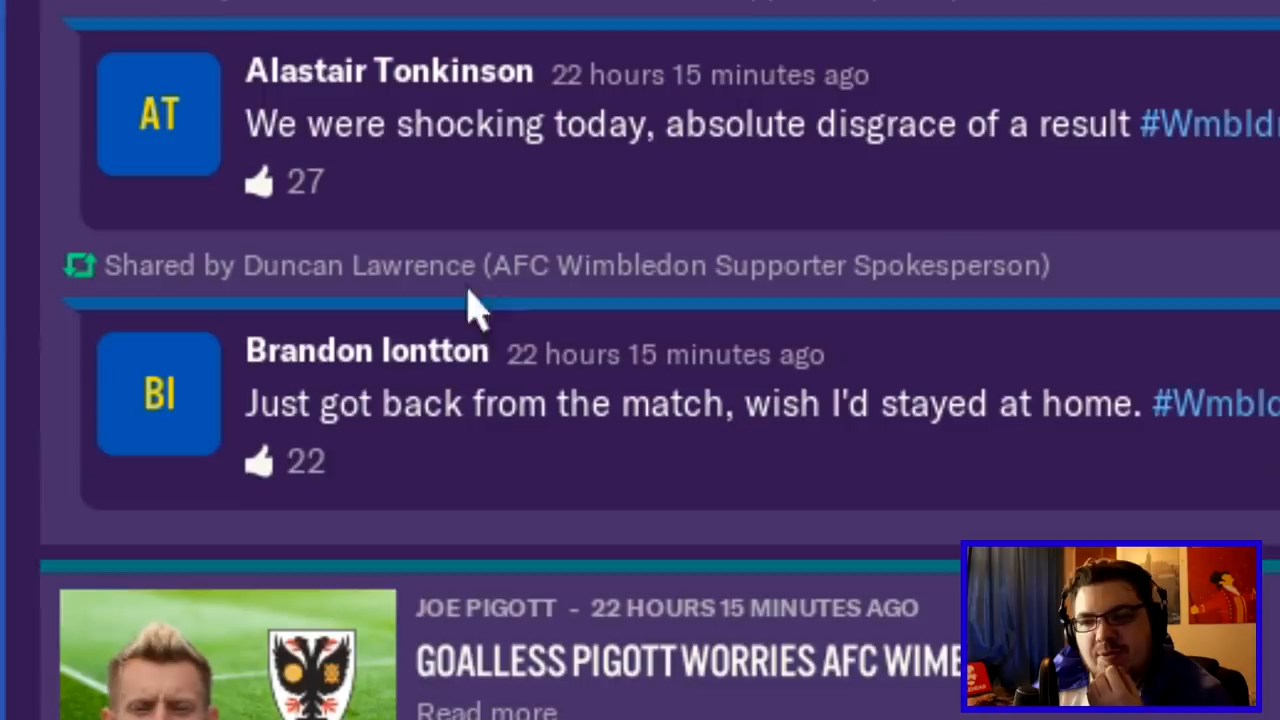 Alastair Tonkinson 22 hours 15 minutes ago
AT
We were shocking today, absolute disgrace of a result #Wmbld
27
Shared by Duncan Lawrence (AFC Wimbledon Supporter Spokesperson)
Brandon Iontton 22 hours 15 minutes ago
BI
Just got back from the match, wish I'd stayed at home. #Wmbld
22
JOE PIGOTT - 22 HOURS 15 MINUTES AGO
GOALLESS PIGOTT WORRIES AFC WIMB
Read more